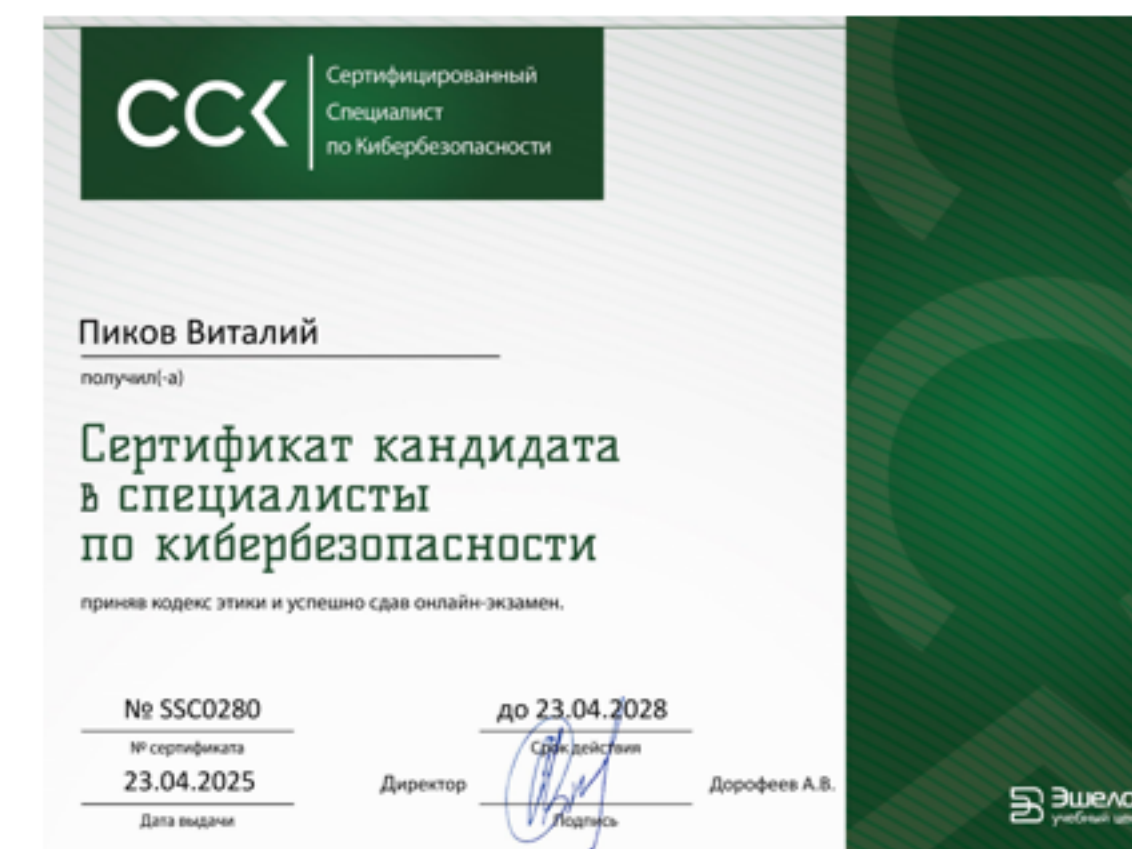 ССК
Сертифицированный
Специалист
по Кибербезопасности
Пиков Виталий
получил(-а)
Сертификат кандидата
в специалисты
по кибербезопасности
приняв кодекс этики и успешно сдав онлайн-экзамен.
№ SSC0280
№ сертификата
до 23.04.2028
Срок действия
23.04.2025
Дата выдачи
Директор
Подпись
Дорофеев А.В.
Эшело
учебный це